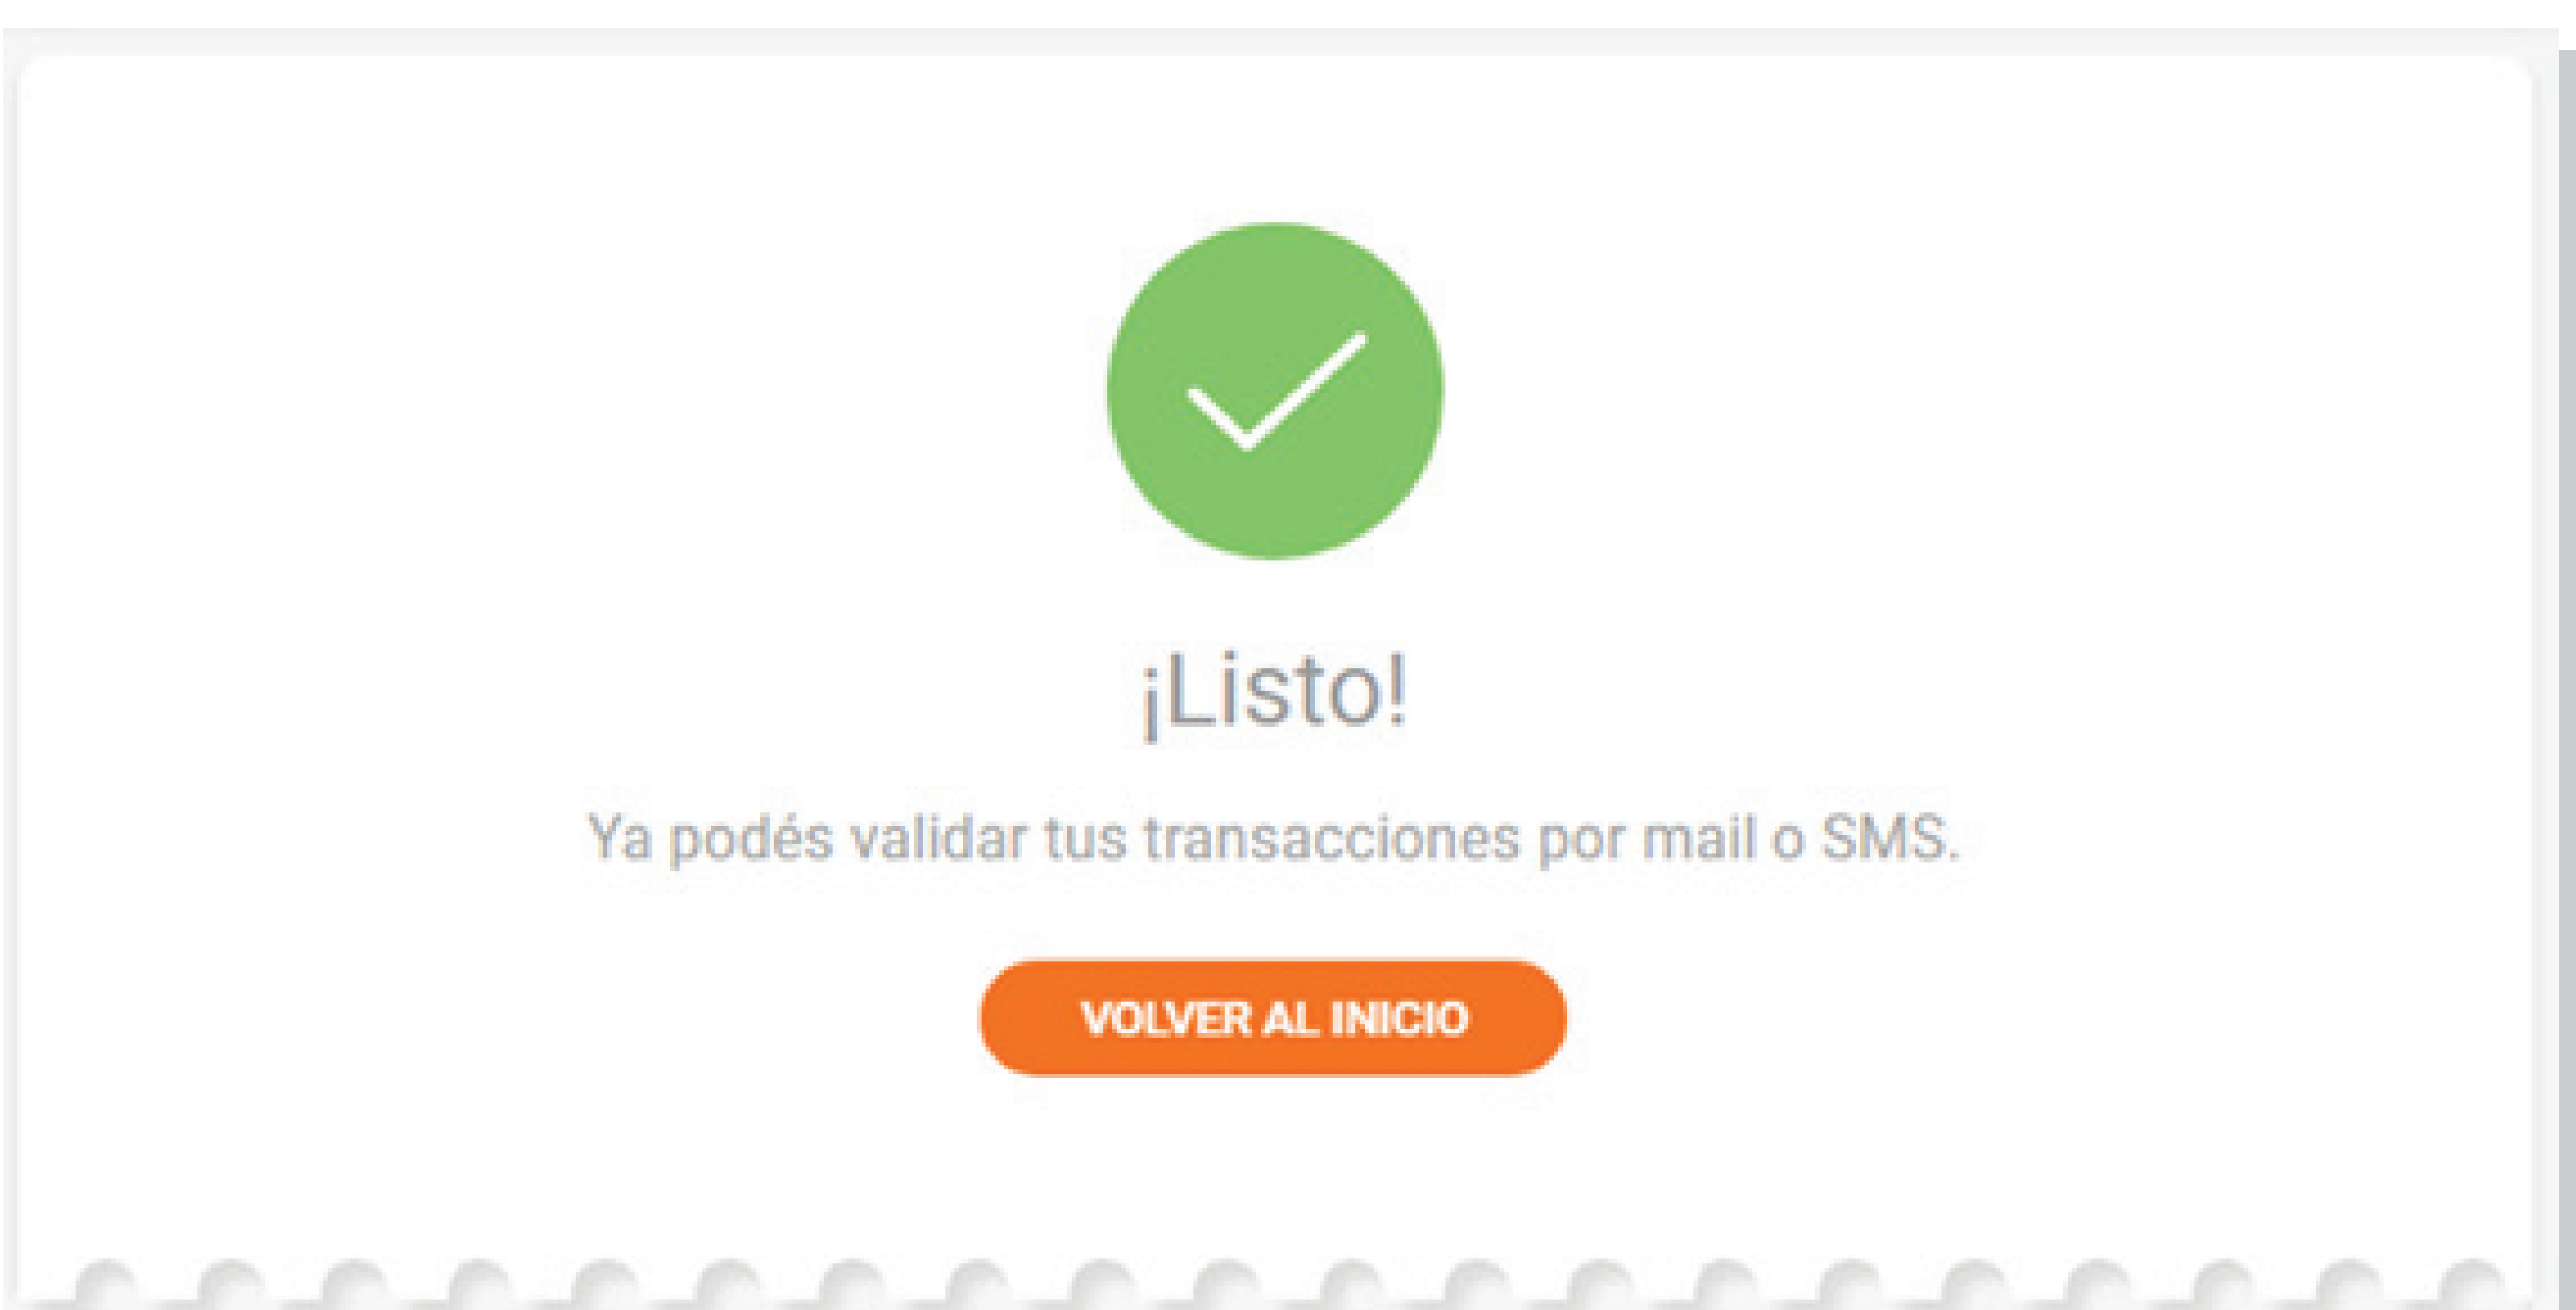 ¡Listo!
Ya podés validar tus transacciones por mail o SMS.
VOLVER AL INICIO